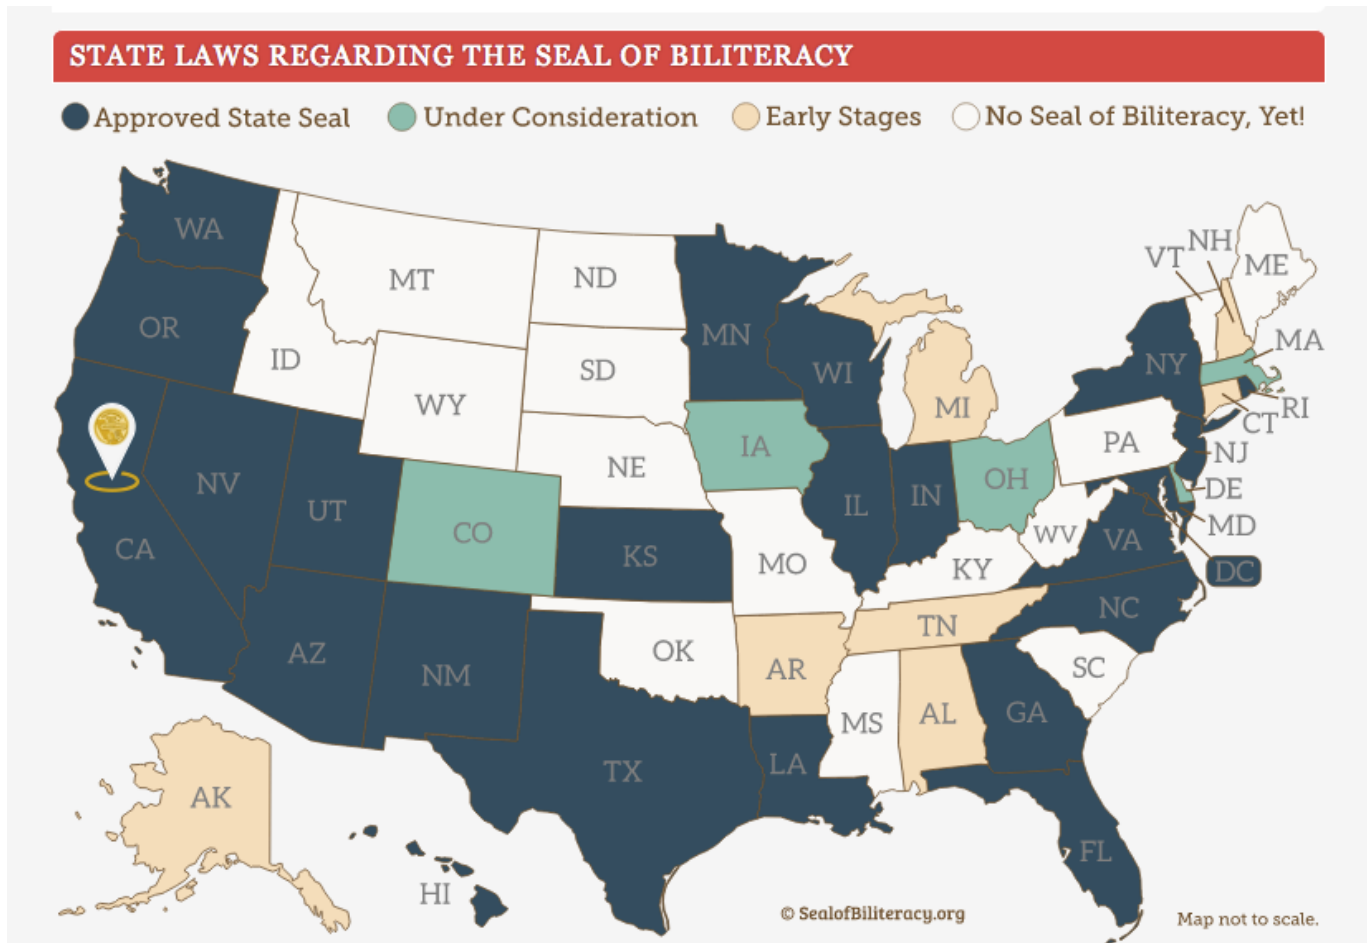 STATE LAWS REGARDING THE SEAL OF BILITERACY
Approved State Seal
Under Consideration
Early Stages
No Seal of Biliteracy, Yet!
WA
MT
ND
MN
VT
NH
ME
OR
ID
WY
SD
WI
MI
NY
MA
RI
CT
NV
UT
CO
NE
IA
IL
IN
OH
PA
NJ
DE
MD
DC
CA
KS
MO
KY
WV
VA
AZ
NM
OK
AR
TN
NC
SC
TX
LA
MS
AL
GA
FL
AK
HI
© SealofBiliteracy.org
Map not to scale.